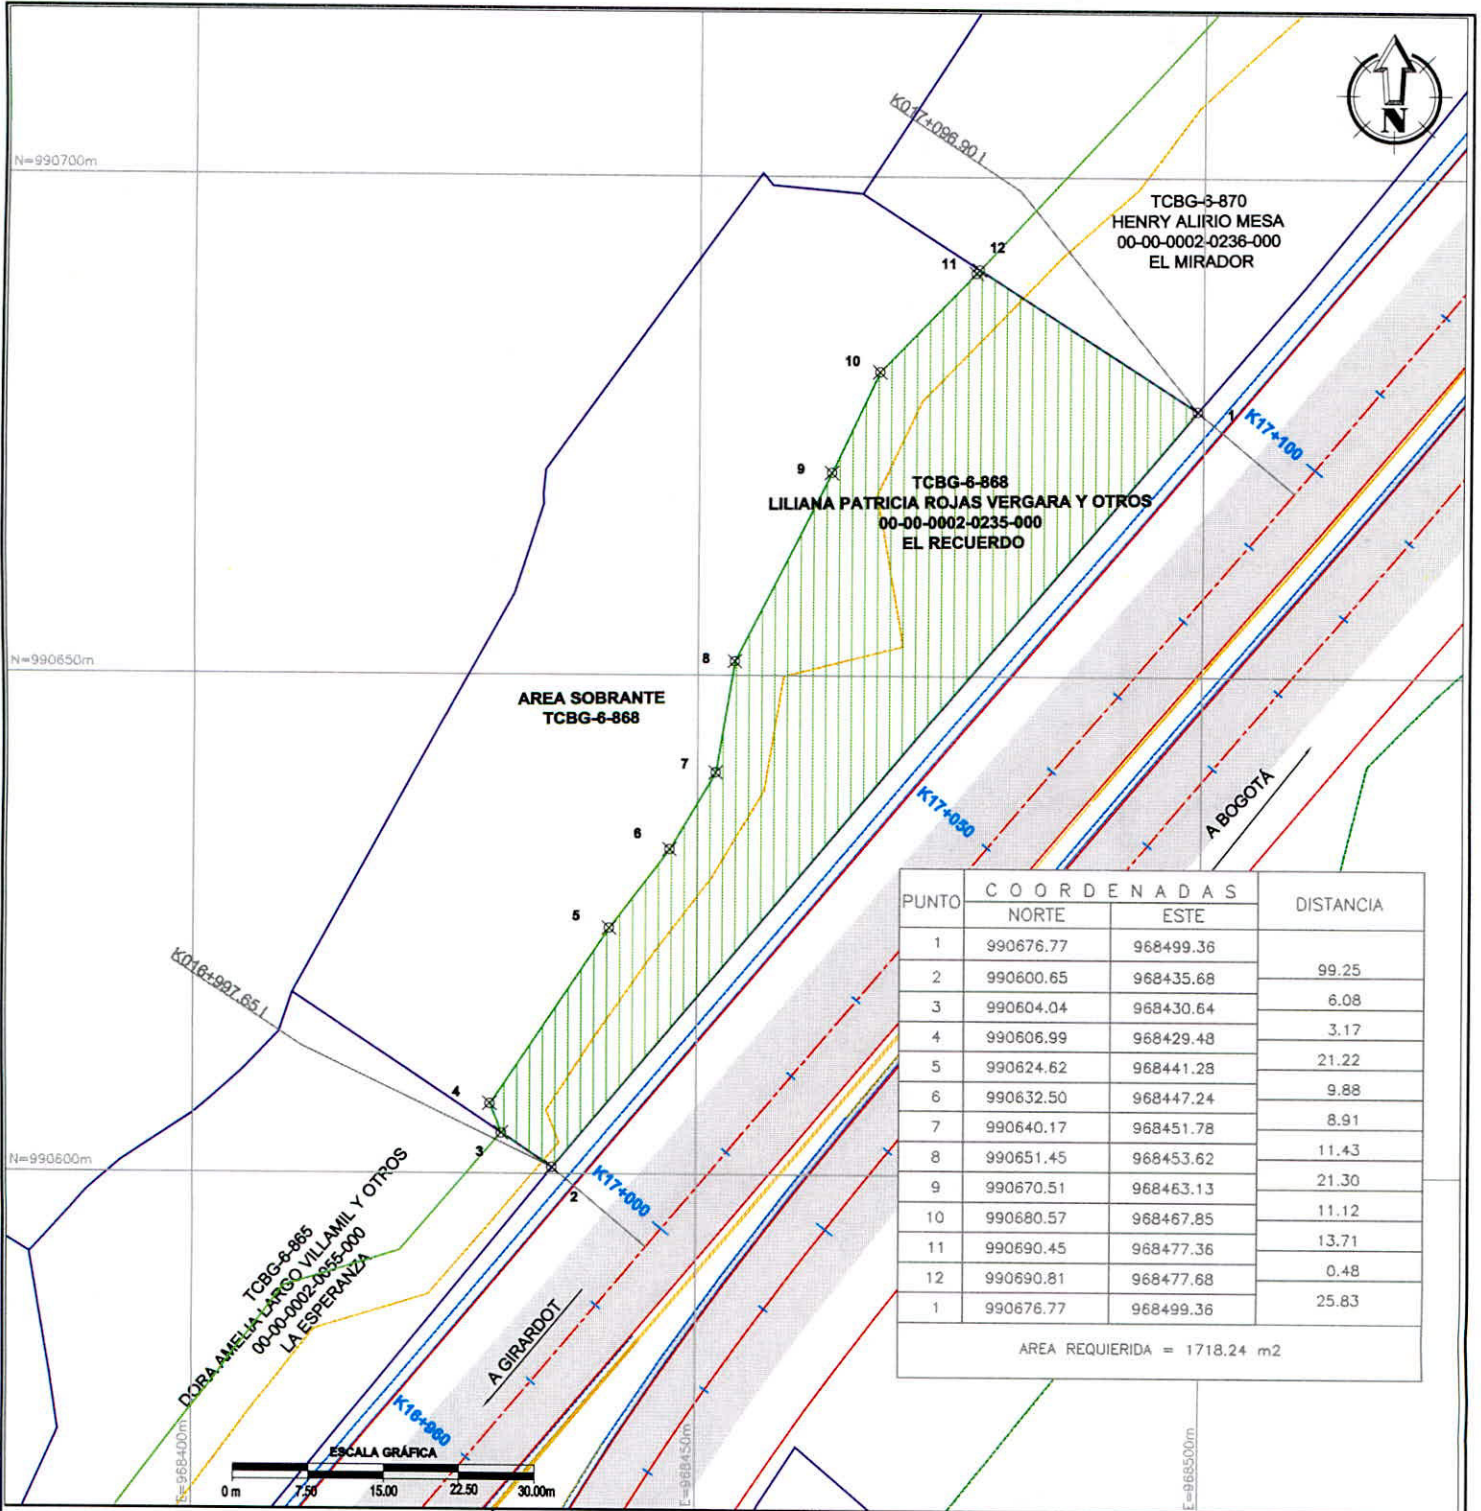 N
K017+096.90 I
N=990700m
TCBG-6-870
HENRY ALIRIO MESA
00-00-0002-0236-000
EL MIRADOR
12
11
10
9
1
K17+100
TCBG-6-868
LILIANA PATRICIA ROJAS VERGARA Y OTROS
00-00-0002-0235-000
EL RECUERDO
N=990650m
8
AREA SOBRANTE
TCBG-6-868
7
6
5
K17+050
A BOGOTÁ
K016+997.65 I
4
3
2
N=990600m
K17+000
TCBG-6-865
DORA AMELIA LARGO VILLAMIL Y OTROS
00-00-0002-0055-000
LA ESPERANZA
A GIRARDOT
K16+960
PUNTO COORDENADAS DISTANCIA
NORTE ESTE
1 990676.77 968499.36
99.25
2 990600.65 968435.68
6.08
3 990604.04 968430.64
3.17
4 990606.99 968429.48
21.22
5 990624.62 968441.28
9.88
6 990632.50 968447.24
8.91
7 990640.17 968451.78
11.43
8 990651.45 968453.62
21.30
9 990670.51 968463.13
11.12
10 990680.57 968467.85
13.71
11 990690.45 968477.36
0.48
12 990690.81 968477.68
25.83
1 990676.77 968499.36
AREA REQUIERIDA = 1718.24 m2
E=968400m
E=968450m
E=968500m
ESCALA GRÁFICA
0 m 7.50 15.00 22.50 30.00m